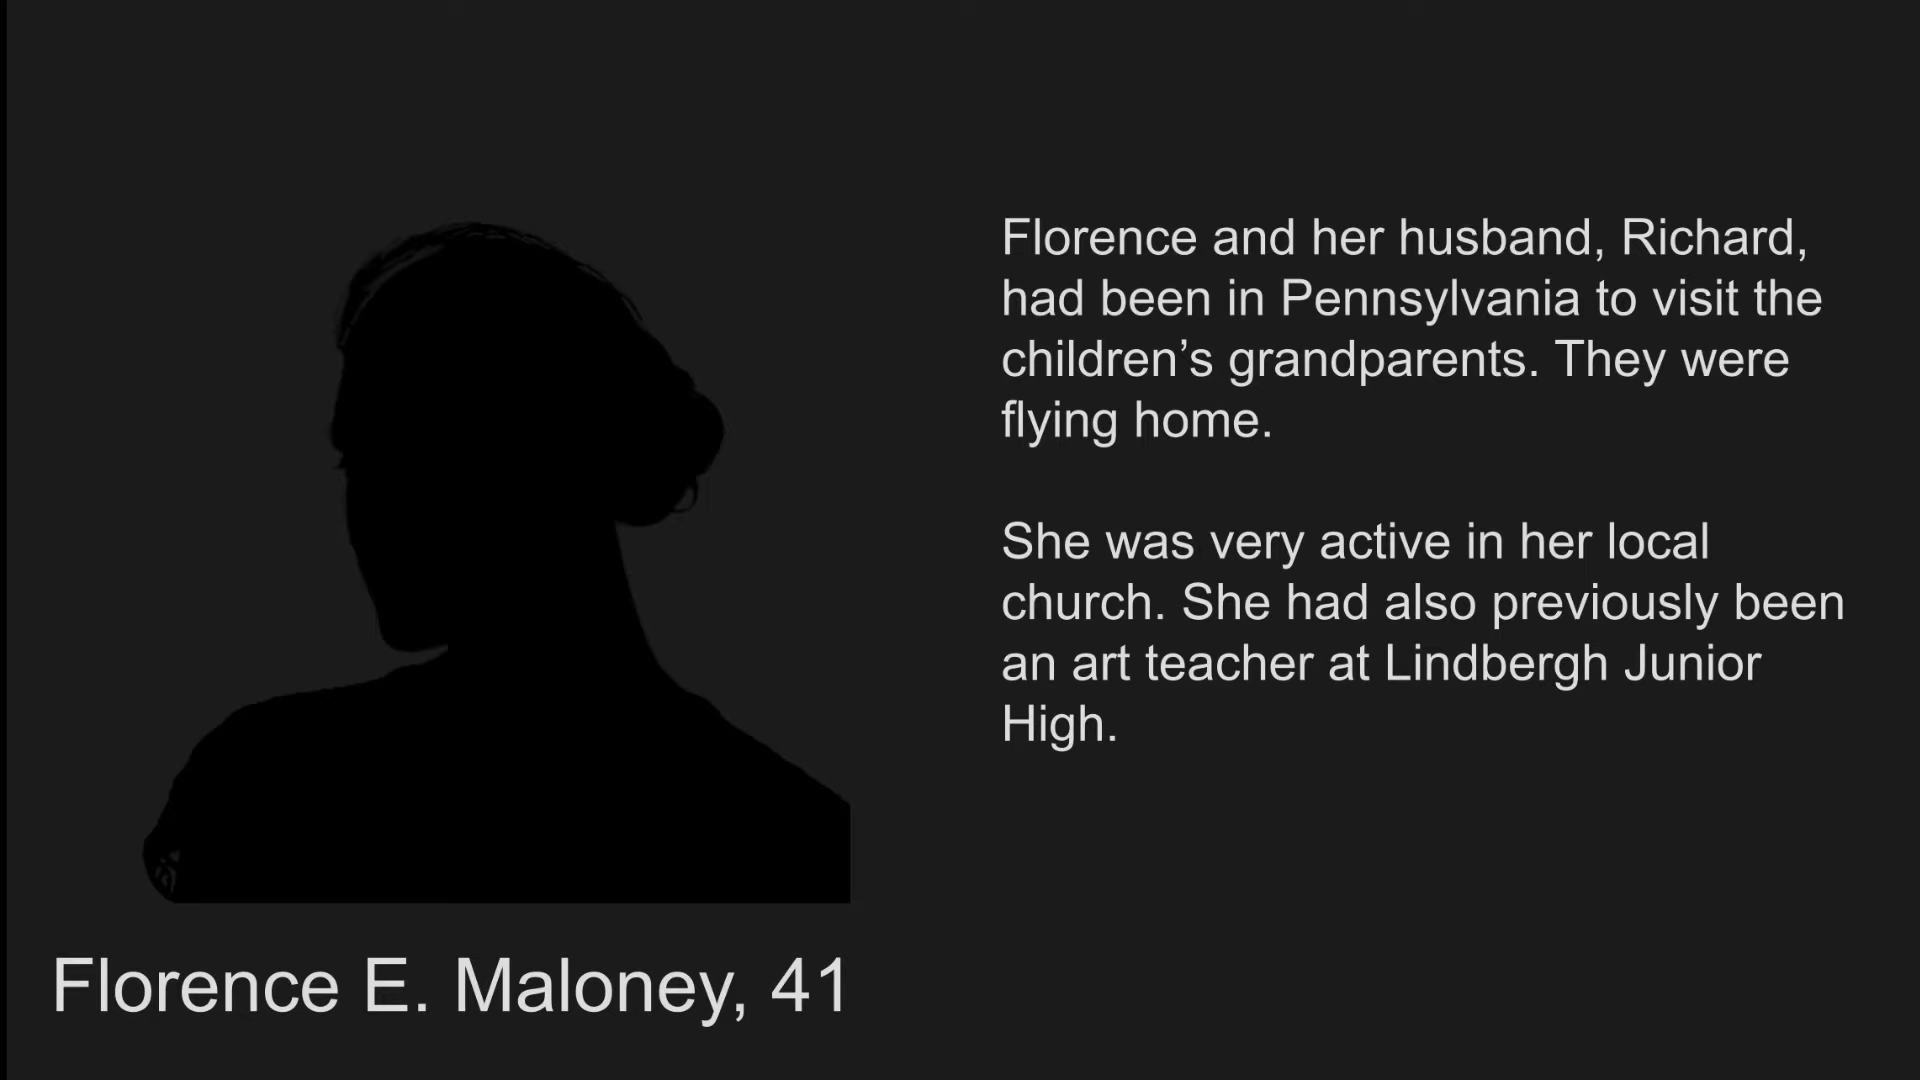 Florence and her husband, Richard,
had been in Pennsylvania to visit the
children’s grandparents. They were
flying home.
She was very active in her local
church. She had also previously been
an art teacher at Lindbergh Junior
High.
Florence E. Maloney, 41